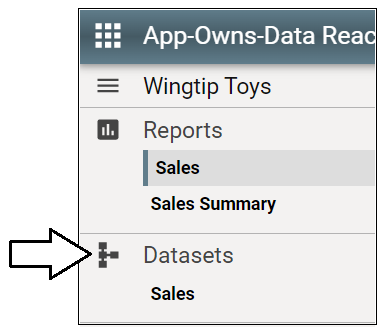 App-Owns-Data Reac
Wingtip Toys
Reports
Sales
Sales Summary
Datasets
Sales